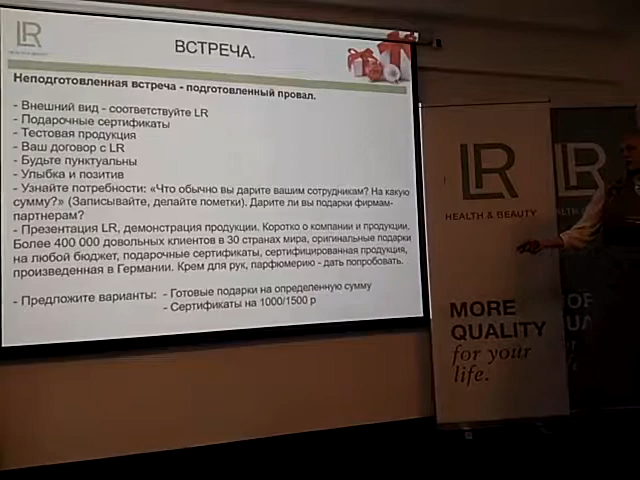 LR
HEALTH & BEAUTY
ВСТРЕЧА.
Неподготовленная встреча - подготовленный провал.
- Внешний вид - соответствуйте LR
- Подарочные сертификаты
- Тестовая продукция
- Ваш договор с LR
- Будьте пунктуальны
- Улыбка и позитив
- Узнайте потребности: «Что обычно вы дарите вашим сотрудникам? На какую
сумму?» (Записывайте, делайте пометки). Дарите ли вы подарки фирмам-
партнерам?
- Презентация LR, демонстрация продукции. Коротко о компании и продукции.
Более 400 000 довольных клиентов в 30 странах мира, оригинальные подарки
на любой бюджет, подарочные сертификаты, сертифицированная продукция,
произведенная в Германии. Крем для рук, парфюмерию - дать попробовать.
- Предложите варианты: - Готовые подарки на определенную сумму
- Сертификаты на 1000/1500 р
LR
HEALTH & BEAUTY
MORE
QUALITY
for your
life.
LR